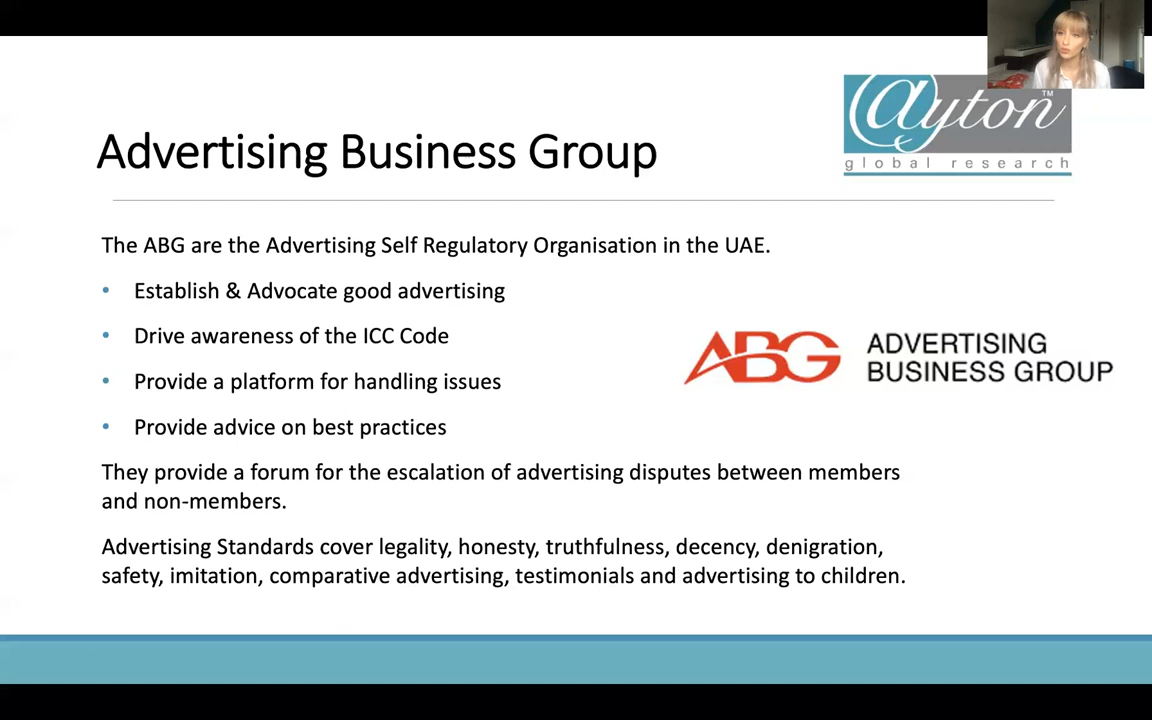 @yton™
global research
Advertising Business Group
The ABG are the Advertising Self Regulatory Organisation in the UAE.
• Establish & Advocate good advertising
• Drive awareness of the ICC Code
• Provide a platform for handling issues
• Provide advice on best practices
ABG ADVERTISING
BUSINESS GROUP
They provide a forum for the escalation of advertising disputes between members
and non-members.
Advertising Standards cover legality, honesty, truthfulness, decency, denigration,
safety, imitation, comparative advertising, testimonials and advertising to children.